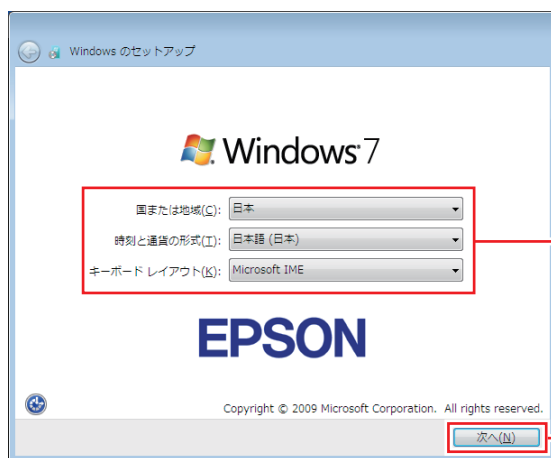 Windows のセットアップ
Windows 7
国または地域(C): 日本
時刻と通貨の形式(T): 日本語 (日本)
キーボード レイアウト(K): Microsoft IME
EPSON
Copyright © 2009 Microsoft Corporation. All rights reserved.
次へ(N)